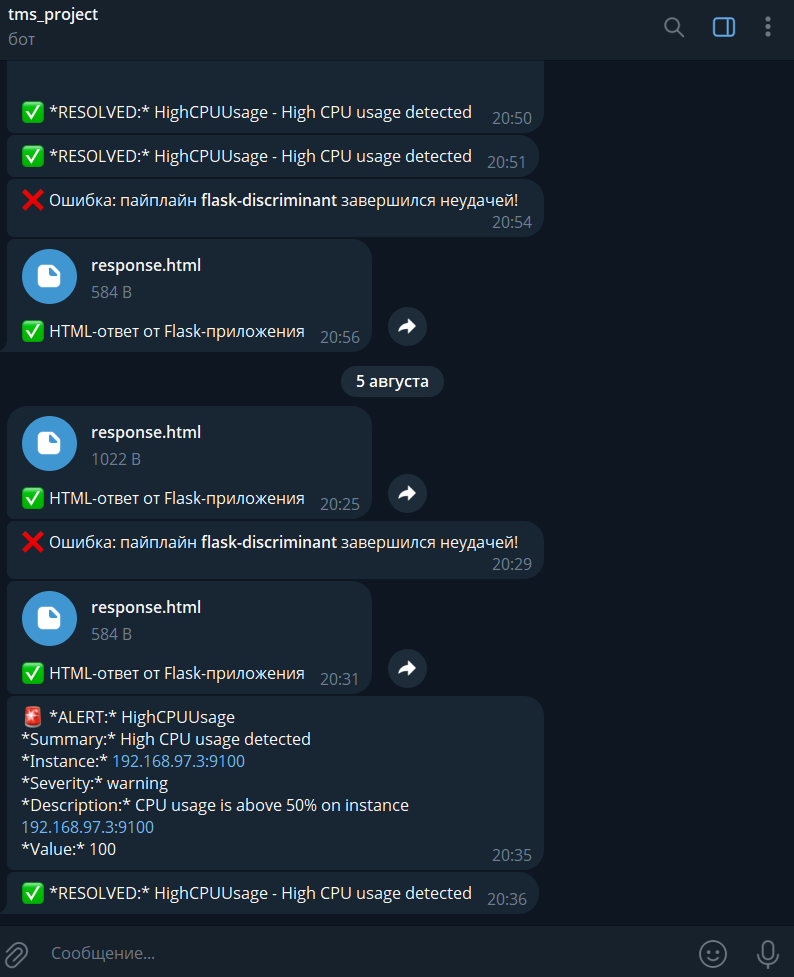 tms_project
бот
✅ *RESOLVED:* HighCPUUsage - High CPU usage detected 20:50
✅ *RESOLVED:* HighCPUUsage - High CPU usage detected 20:51
❌ Ошибка: пайплайн flask-discriminant завершился неудачей!
20:54
response.html
584 B
✅ HTML-ответ от Flask-приложения 20:56
5 августа
response.html
1022 B
✅ HTML-ответ от Flask-приложения 20:25
❌ Ошибка: пайплайн flask-discriminant завершился неудачей!
20:29
response.html
584 B
✅ HTML-ответ от Flask-приложения 20:31
🚨 *ALERT:* HighCPUUsage
*Summary:* High CPU usage detected
*Instance:* 192.168.97.3:9100
*Severity:* warning
*Description:* CPU usage is above 50% on instance
192.168.97.3:9100
*Value:* 100 20:35
✅ *RESOLVED:* HighCPUUsage - High CPU usage detected 20:36
Сообщение...